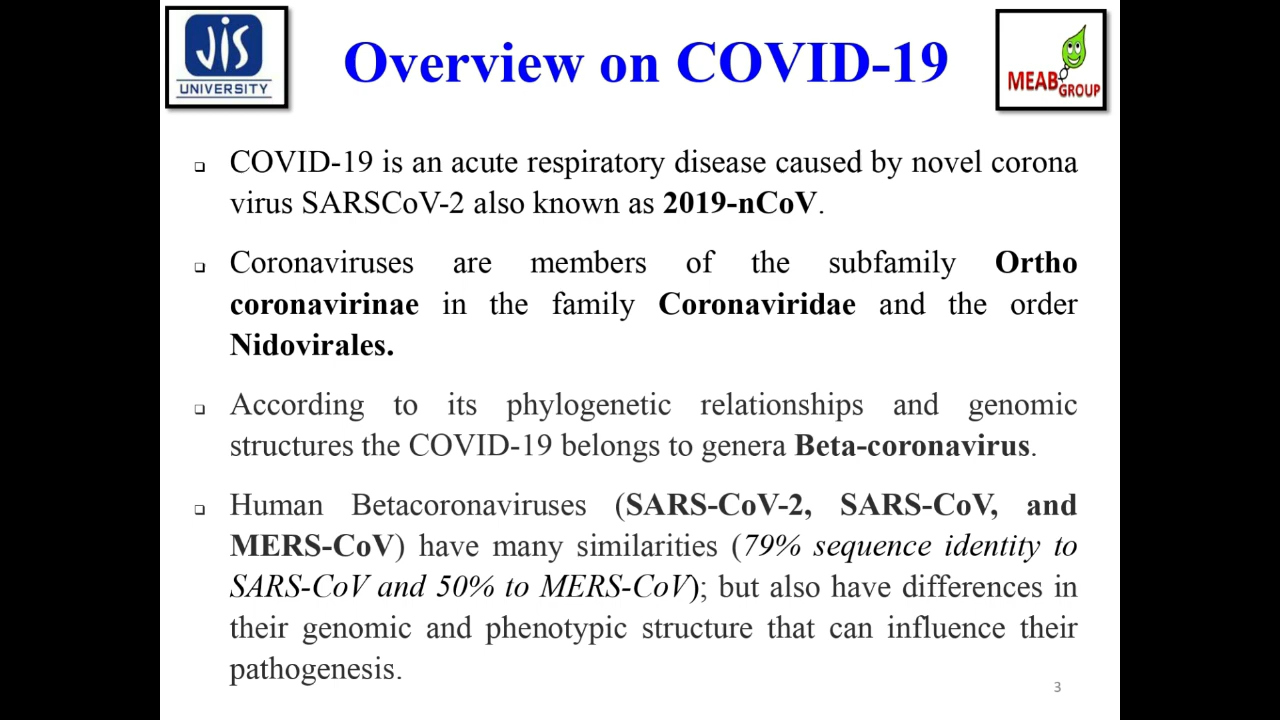 JIS
UNIVERSITY
Overview on COVID-19
MEAB
GROUP
❑ COVID-19 is an acute respiratory disease caused by novel corona
virus SARSCoV-2 also known as 2019-nCoV.
❑ Coronaviruses are members of the subfamily Ortho
coronavirinae in the family Coronaviridae and the order
Nidovirales.
❑ According to its phylogenetic relationships and genomic
structures the COVID-19 belongs to genera Beta-coronavirus.
❑ Human Betacoronaviruses (SARS-CoV-2, SARS-CoV, and
MERS-CoV) have many similarities (79% sequence identity to
SARS-CoV and 50% to MERS-CoV); but also have differences in
their genomic and phenotypic structure that can influence their
pathogenesis.
3